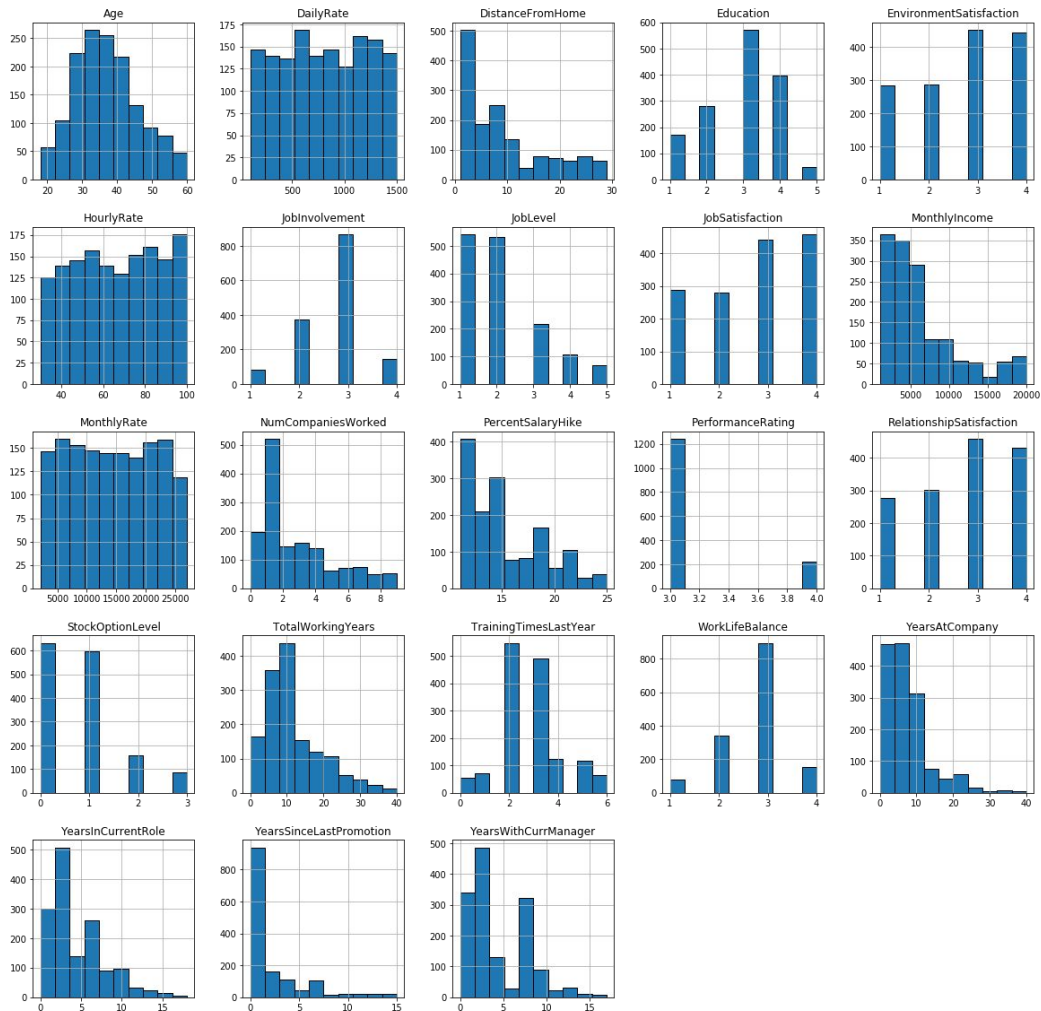 Age DailyRate DistanceFromHome Education EnvironmentSatisfaction
250 200 150 100 50 0
20 30 40 50 60
175 150 125 100 75 50 25 0
500 1000 1500
500 400 300 200 100 0
0 10 20 30
600 500 400 300 200 100 0
1 2 3 4 5
400 300 200 100 0
1 2 3 4
HourlyRate JobInvolvement JobLevel JobSatisfaction MonthlyIncome
175 150 125 100 75 50 25 0
40 60 80 100
800 600 400 200 0
1 2 3 4
500 400 300 200 100 0
1 2 3 4 5
400 300 200 100 0
1 2 3 4
350 300 250 200 150 100 50 0
5000 10000 15000 20000
MonthlyRate NumCompaniesWorked PercentSalaryHike PerformanceRating RelationshipSatisfaction
150 125 100 75 50 25 0
5000 10000 15000 20000 25000
500 400 300 200 100 0
0 2 4 6 8
400 300 200 100 0
15 20 25
1200 1000 800 600 400 200 0
3.0 3.2 3.4 3.6 3.8 4.0
400 300 200 100 0
1 2 3 4
StockOptionLevel TotalWorkingYears TrainingTimesLastYear WorkLifeBalance YearsAtCompany
600 500 400 300 200 100 0
0 1 2 3
400 300 200 100 0
0 10 20 30 40
500 400 300 200 100 0
0 2 4 6
800 600 400 200 0
1 2 3 4
400 300 200 100 0
0 10 20 30 40
YearsInCurrentRole YearsSinceLastPromotion YearsWithCurrManager
500 400 300 200 100 0
0 5 10 15
800 600 400 200 0
0 5 10 15
500 400 300 200 100 0
0 5 10 15